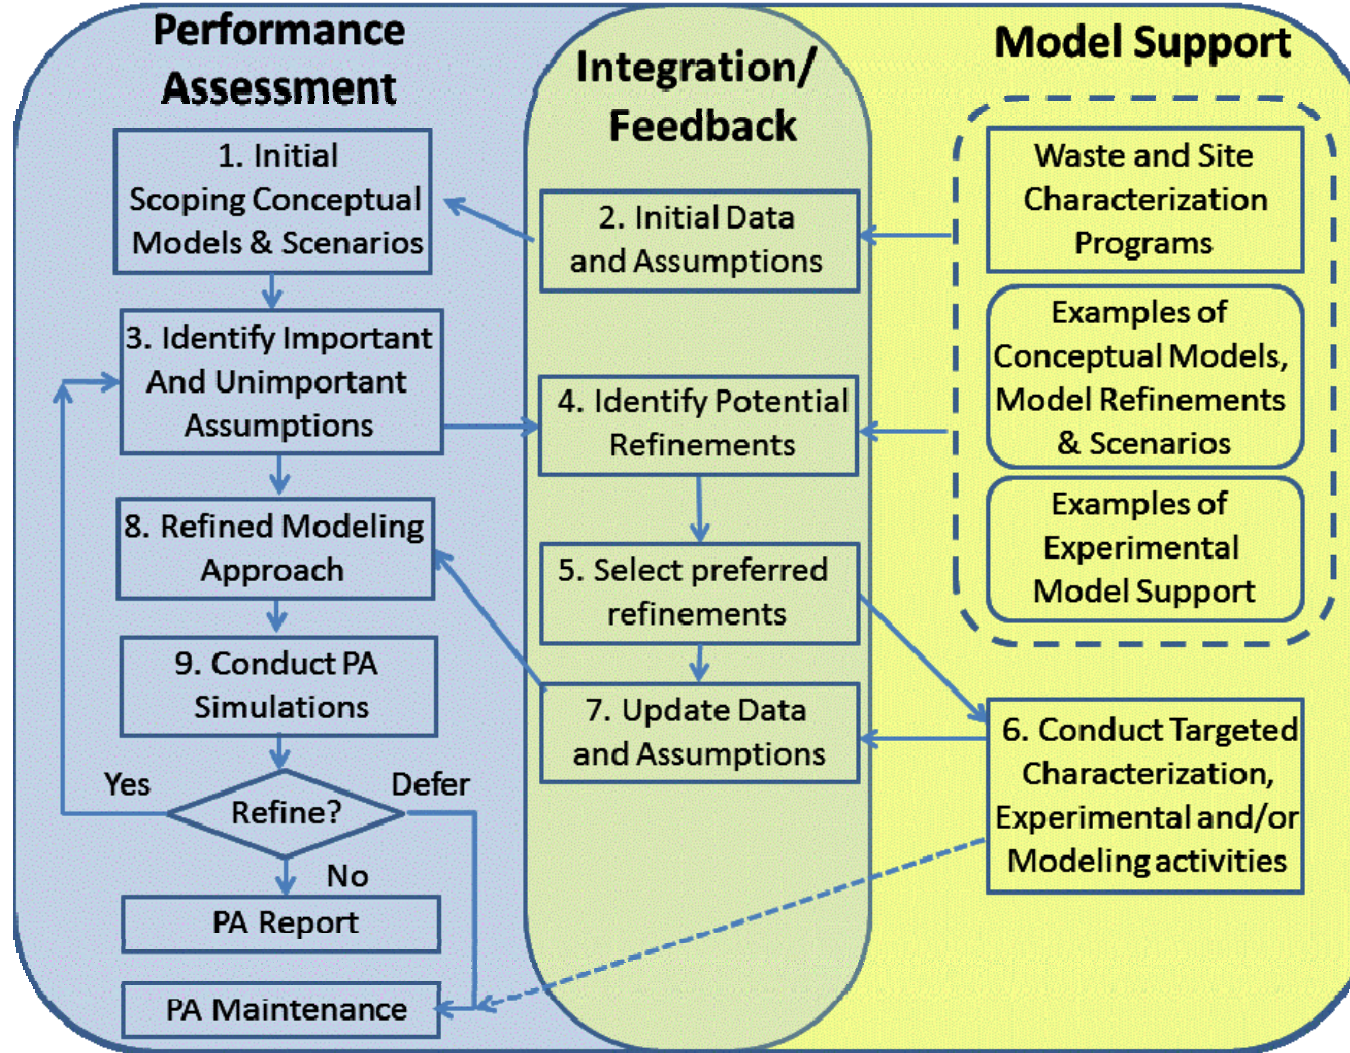 Performance
Assessment
1. Initial
Scoping Conceptual
Models & Scenarios
3. Identify Important
And Unimportant
Assumptions
8. Refined Modeling
Approach
9. Conduct PA
Simulations
Yes
Defer
Refine?
No
PA Report
PA Maintenance
Integration/
Feedback
2. Initial Data
and Assumptions
4. Identify Potential
Refinements
5. Select preferred
refinements
7. Update Data
and Assumptions
Model Support
Waste and Site
Characterization
Programs
Examples of
Conceptual Models,
Model Refinements
& Scenarios
Examples of
Experimental
Model Support
6. Conduct Targeted
Characterization,
Experimental and/or
Modeling activities